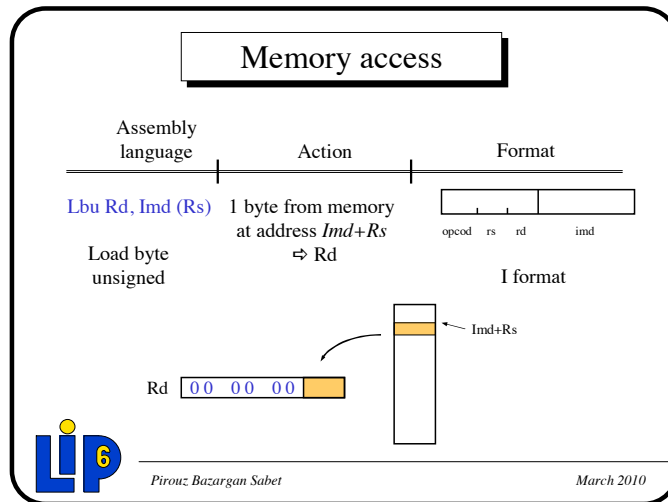 Memory access
Assembly
language
Action
Format
Lbu Rd, Imd (Rs)
1 byte from memory
at address Imd+Rs
⇨ Rd
opcod rs rd imd
Load byte
unsigned
I format
Imd+Rs
Rd 00 00 00
LIP6
Pirouz Bazargan Sabet
March 2010